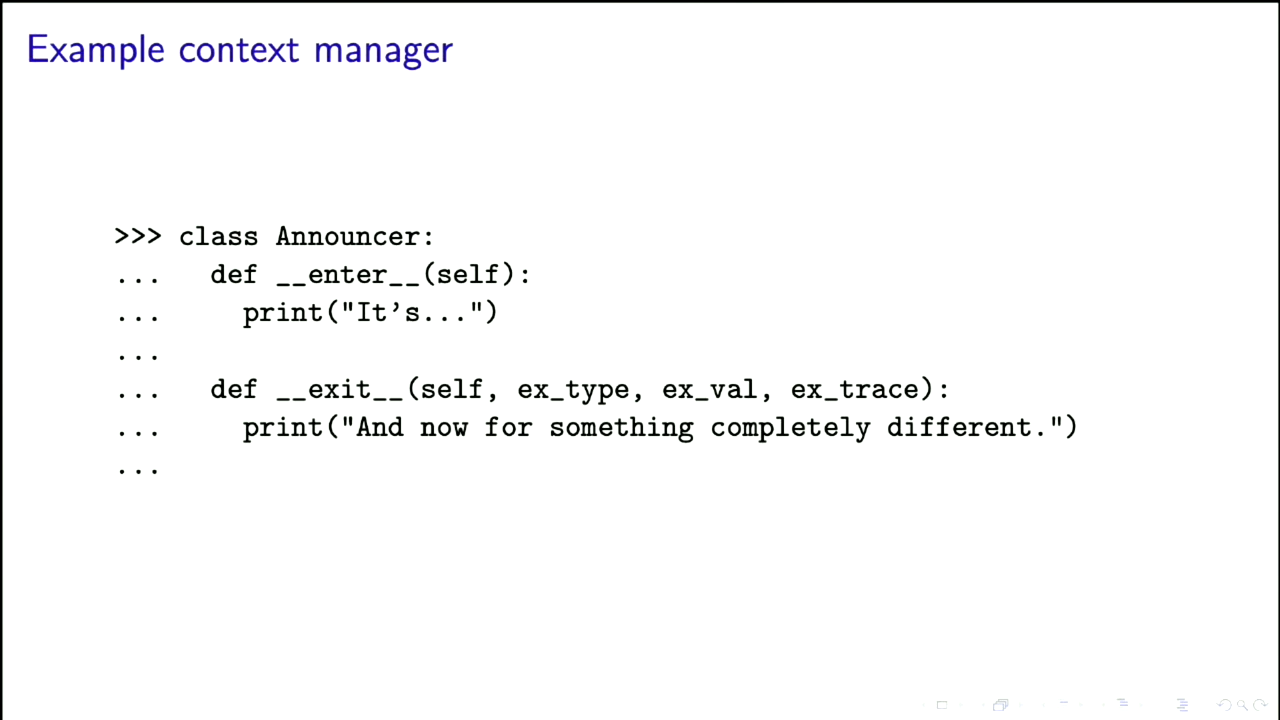 Example context manager
>>> class Announcer:
...   def __enter__(self):
...     print("It’s...")
...
...   def __exit__(self, ex_type, ex_val, ex_trace):
...     print("And now for something completely different.")
...